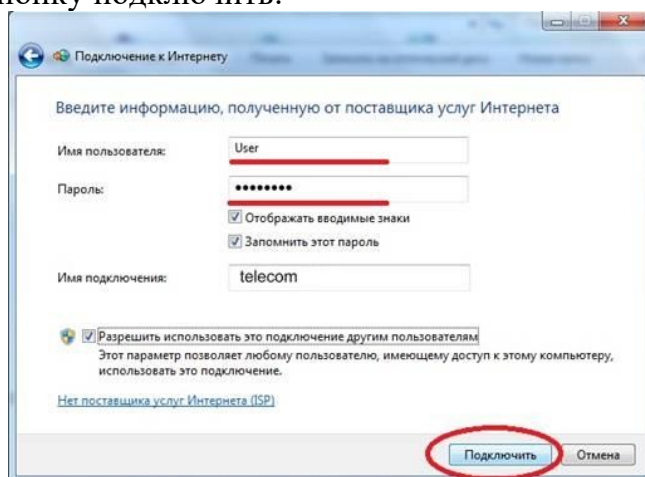 кнопку подключить.
Подключение к Интернету
Введите информацию, полученную от поставщика услуг Интернета
Имя пользователя: User
Пароль: ••••••••
Отображать вводимые знаки
Запомнить этот пароль
Имя подключения: telecom
Разрешить использовать это подключение другим пользователям
Этот параметр позволяет любому пользователю, имеющему доступ к этому компьютеру,
использовать это подключение.
Нет поставщика услуг Интернета (ISP)
Подключить Отмена